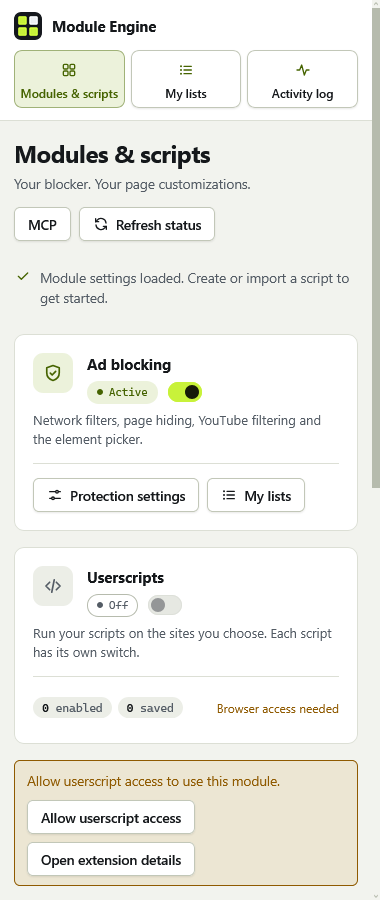 Module Engine
Modules & scripts
My lists
Activity log
Modules & scripts
Your blocker. Your page customizations.
MCP
Refresh status
Module settings loaded. Create or import a script to
get started.
Ad blocking
Active
Network filters, page hiding, YouTube filtering and
the element picker.
Protection settings
My lists
Userscripts
Off
Run your scripts on the sites you choose. Each script
has its own switch.
0 enabled
0 saved
Browser access needed
Allow userscript access to use this module.
Allow userscript access
Open extension details